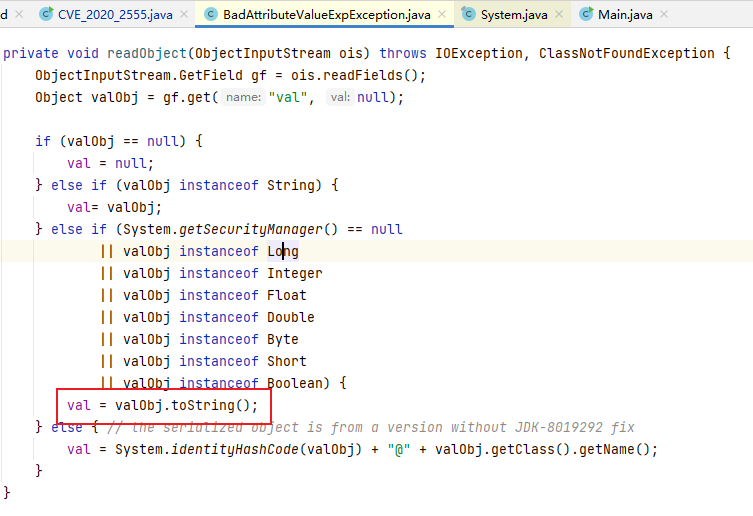 d × CVE_2020_2555.java × BadAttributeValueExpException.java × System.java × Main.java ×
private void readObject(ObjectInputStream ois) throws IOException, ClassNotFoundException {
ObjectInputStream.GetField gf = ois.readFields();
Object valObj = gf.get( name: "val", val: null);
if (valObj == null) {
val = null;
} else if (valObj instanceof String) {
val= valObj;
} else if (System.getSecurityManager() == null
|| valObj instanceof Long
|| valObj instanceof Integer
|| valObj instanceof Float
|| valObj instanceof Double
|| valObj instanceof Byte
|| valObj instanceof Short
|| valObj instanceof Boolean) {
val = valObj.toString();
} else { // the serialized object is from a version without JDK-8019292 fix
val = System.identityHashCode(valObj) + "@" + valObj.getClass().getName();
}
}